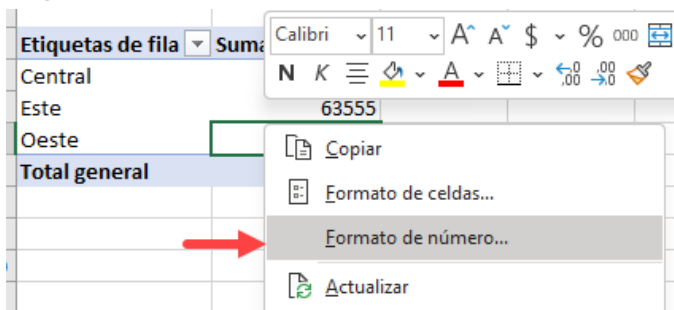 Calibri 11 A A $ % 000
Etiquetas de fila Suma
N K A ,00 ,00 →,0
Central
Este 63555
Oeste
Copiar
Total general
Formato de celdas...
Formato de número...
Actualizar